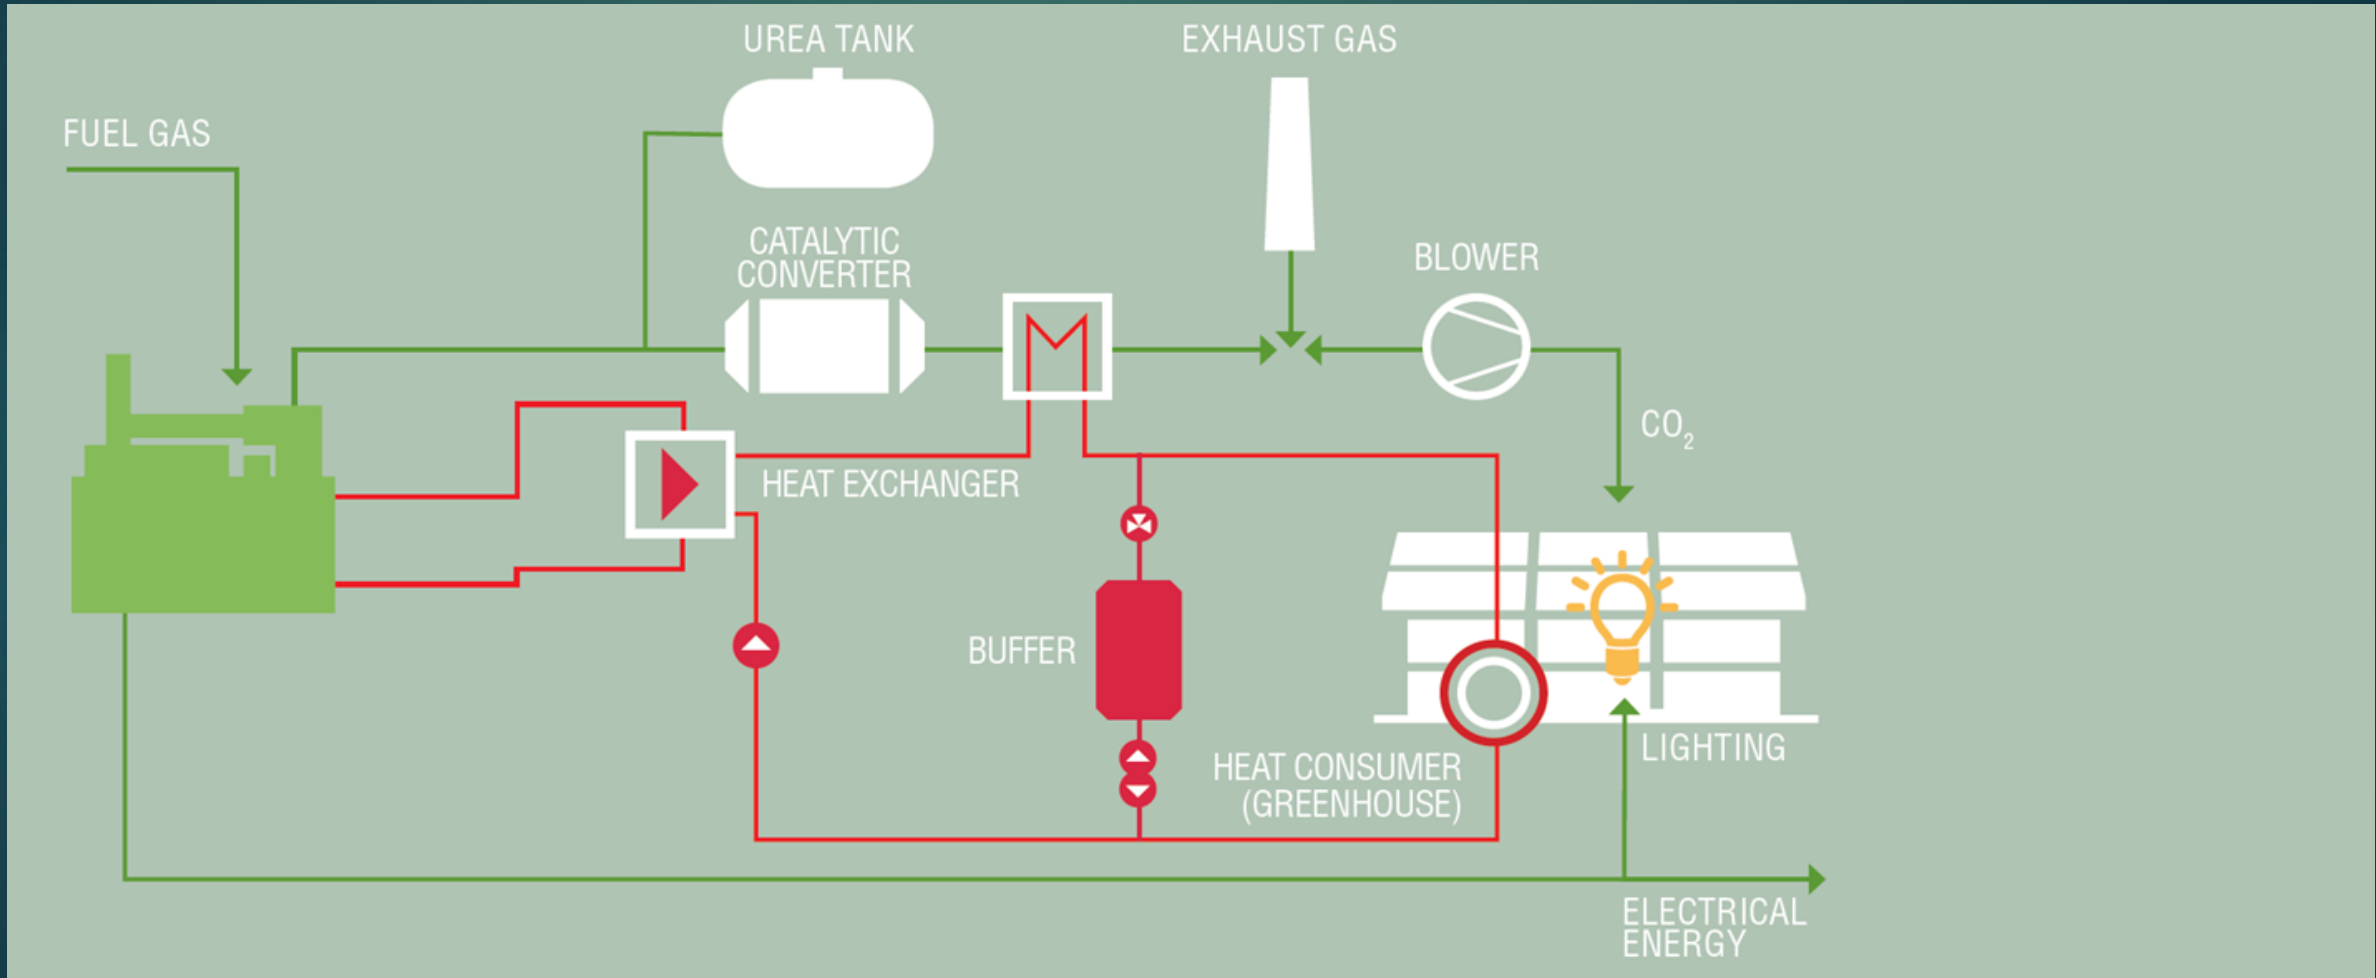 UREA TANK
EXHAUST GAS
FUEL GAS
CATALYTIC
CONVERTER
BLOWER
CO₂
HEAT EXCHANGER
BUFFER
LIGHTING
HEAT CONSUMER
(GREENHOUSE)
ELECTRICAL
ENERGY